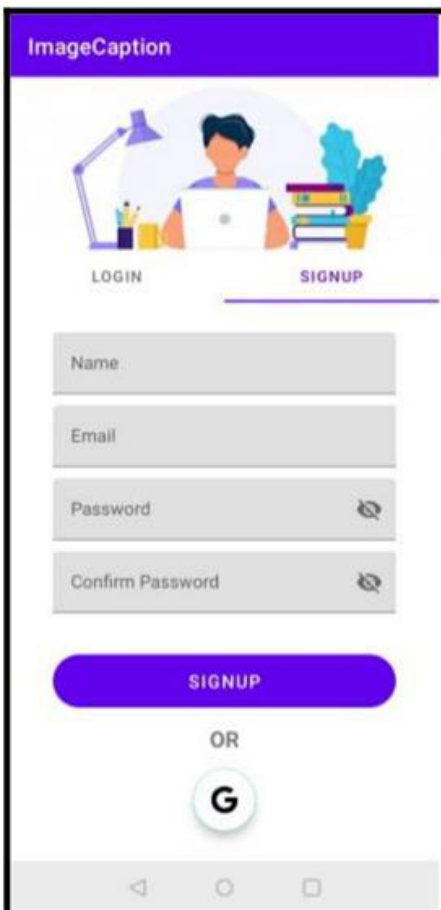 ImageCaption
LOGIN SIGNUP
Name
Email
Password
Confirm Password
SIGNUP
OR
G